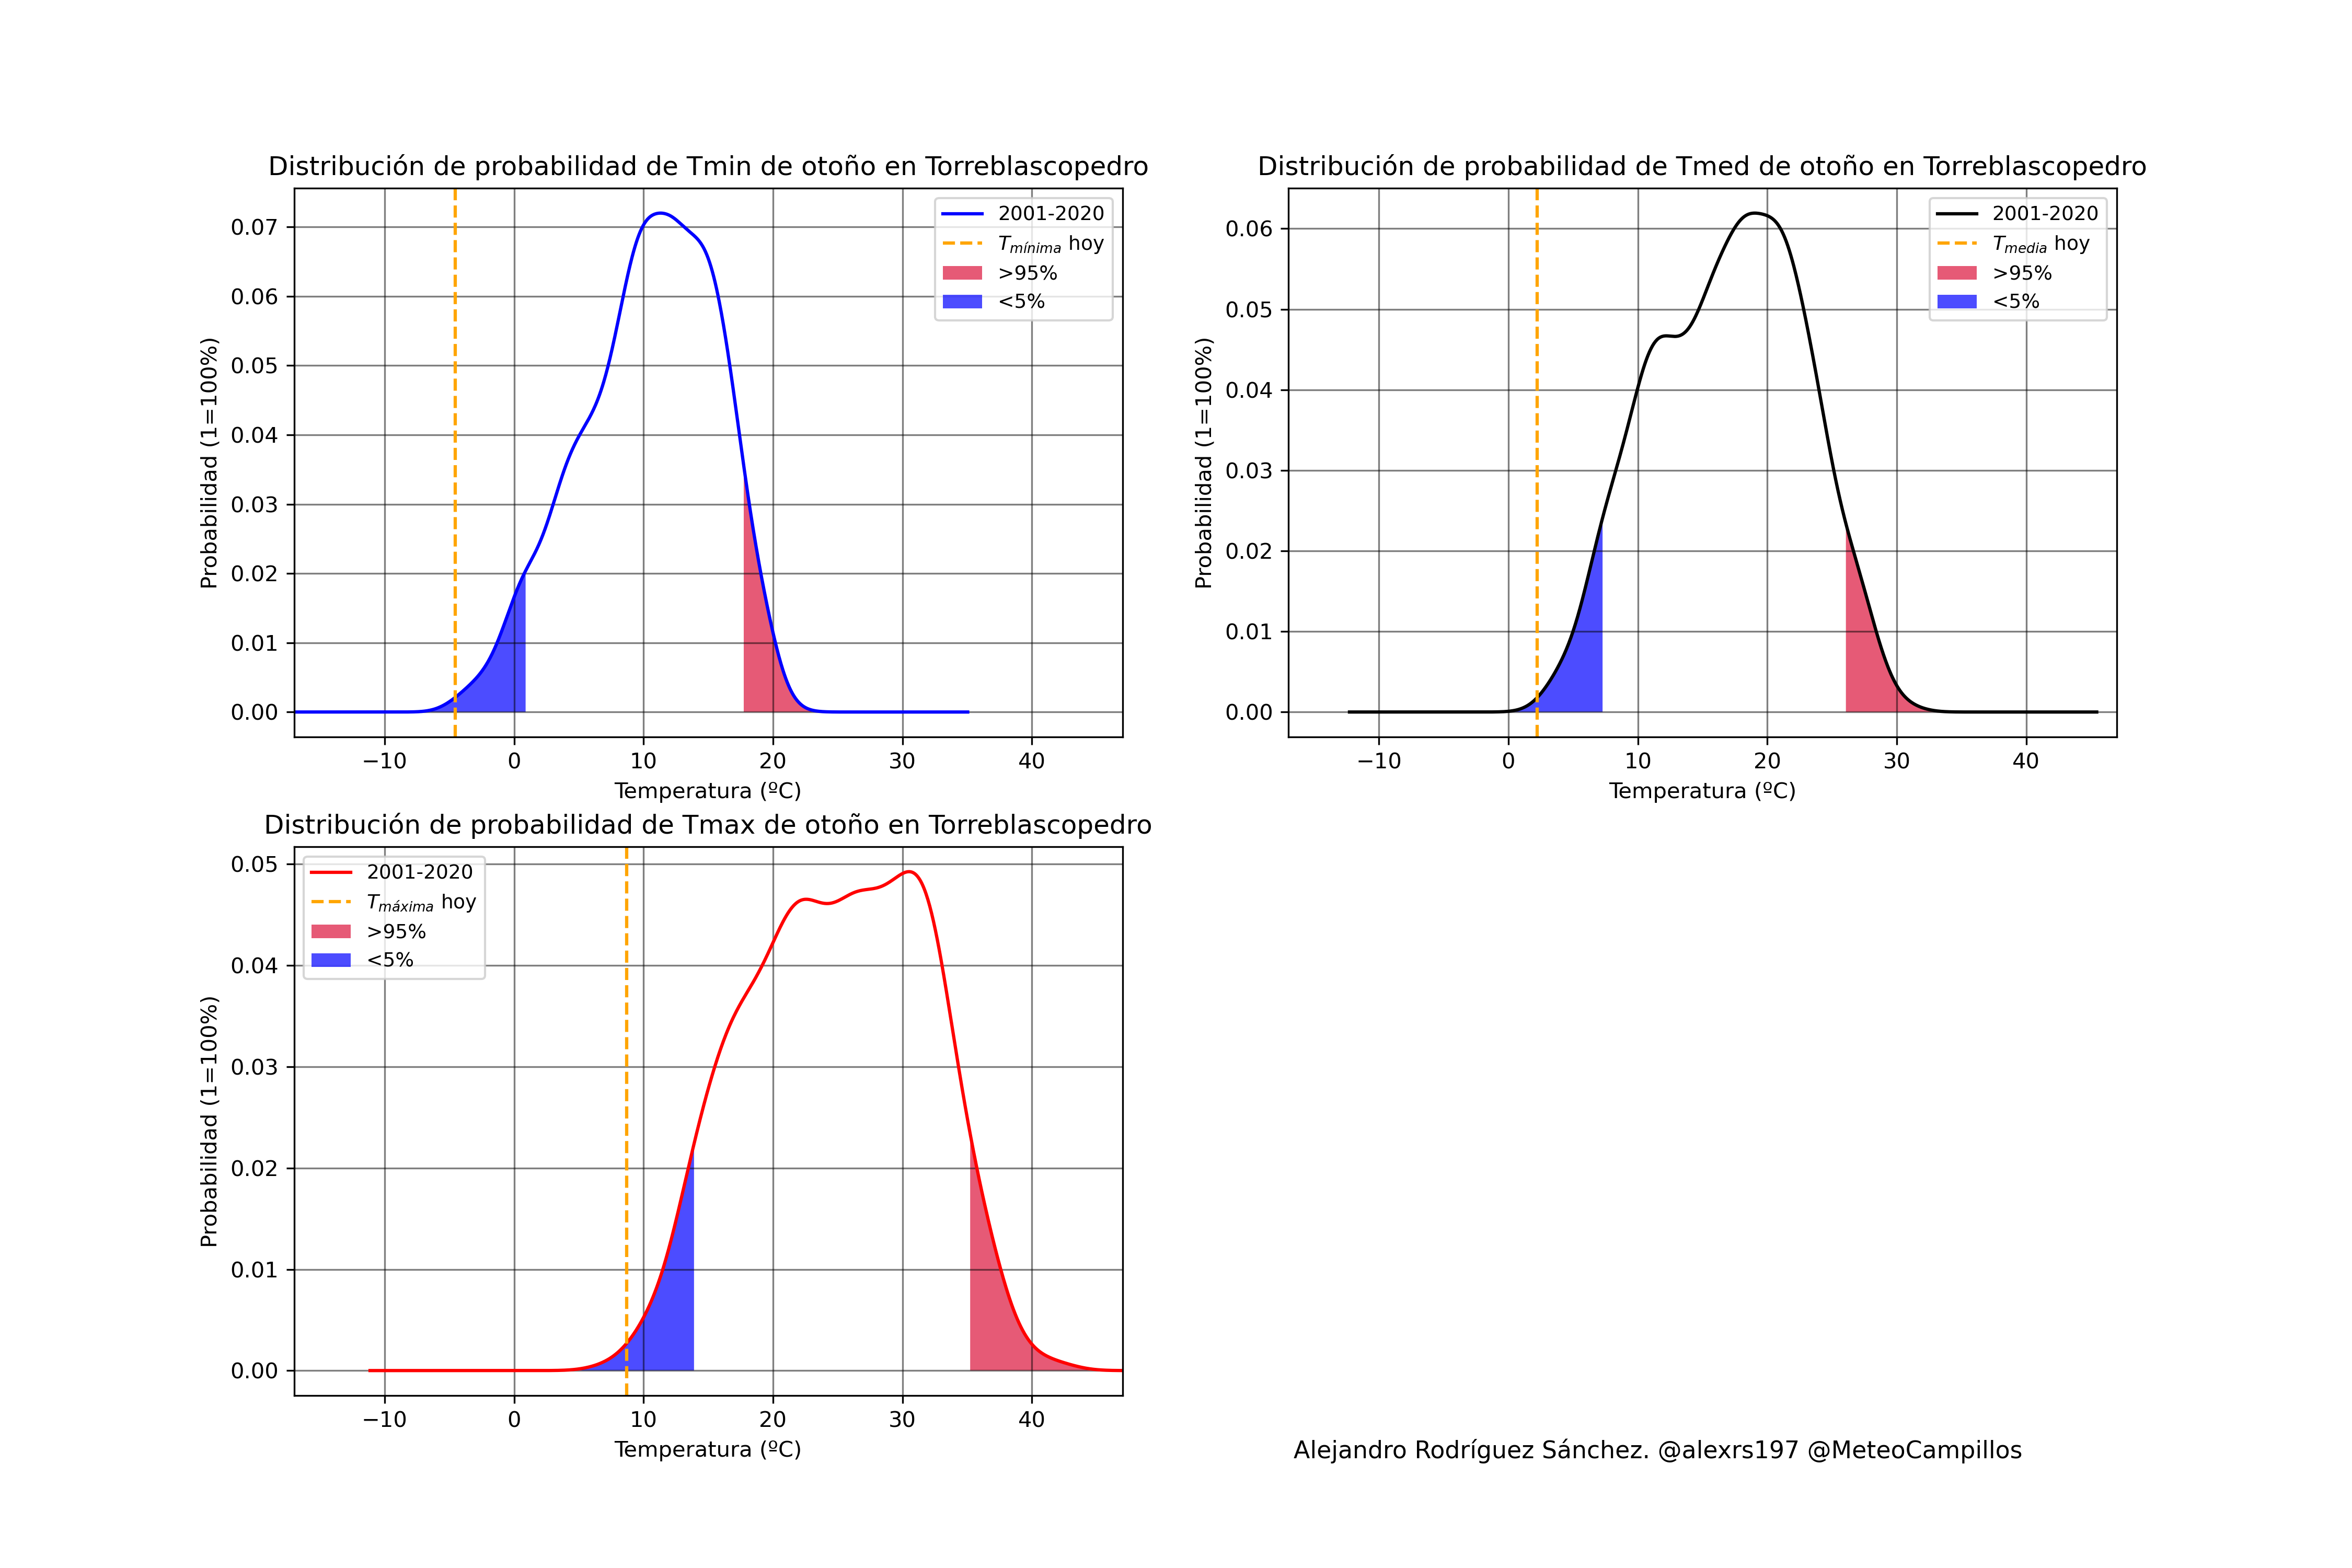 Distribución de probabilidad de Tmin de otoño en Torreblascopedro
Probabilidad (1=100%)
0.07
0.06
0.05
0.04
0.03
0.02
0.01
0.00
2001-2020
Tmínima hoy
>95%
<5%
−10 0 10 20 30 40
Temperatura (ºC)
Distribución de probabilidad de Tmed de otoño en Torreblascopedro
Probabilidad (1=100%)
0.06
0.05
0.04
0.03
0.02
0.01
0.00
2001-2020
Tmedia hoy
>95%
<5%
−10 0 10 20 30 40
Temperatura (ºC)
Distribución de probabilidad de Tmax de otoño en Torreblascopedro
Probabilidad (1=100%)
0.05
0.04
0.03
0.02
0.01
0.00
2001-2020
Tmáxima hoy
>95%
<5%
−10 0 10 20 30 40
Temperatura (ºC)
Alejandro Rodríguez Sánchez. @alexrs197 @MeteoCampillos